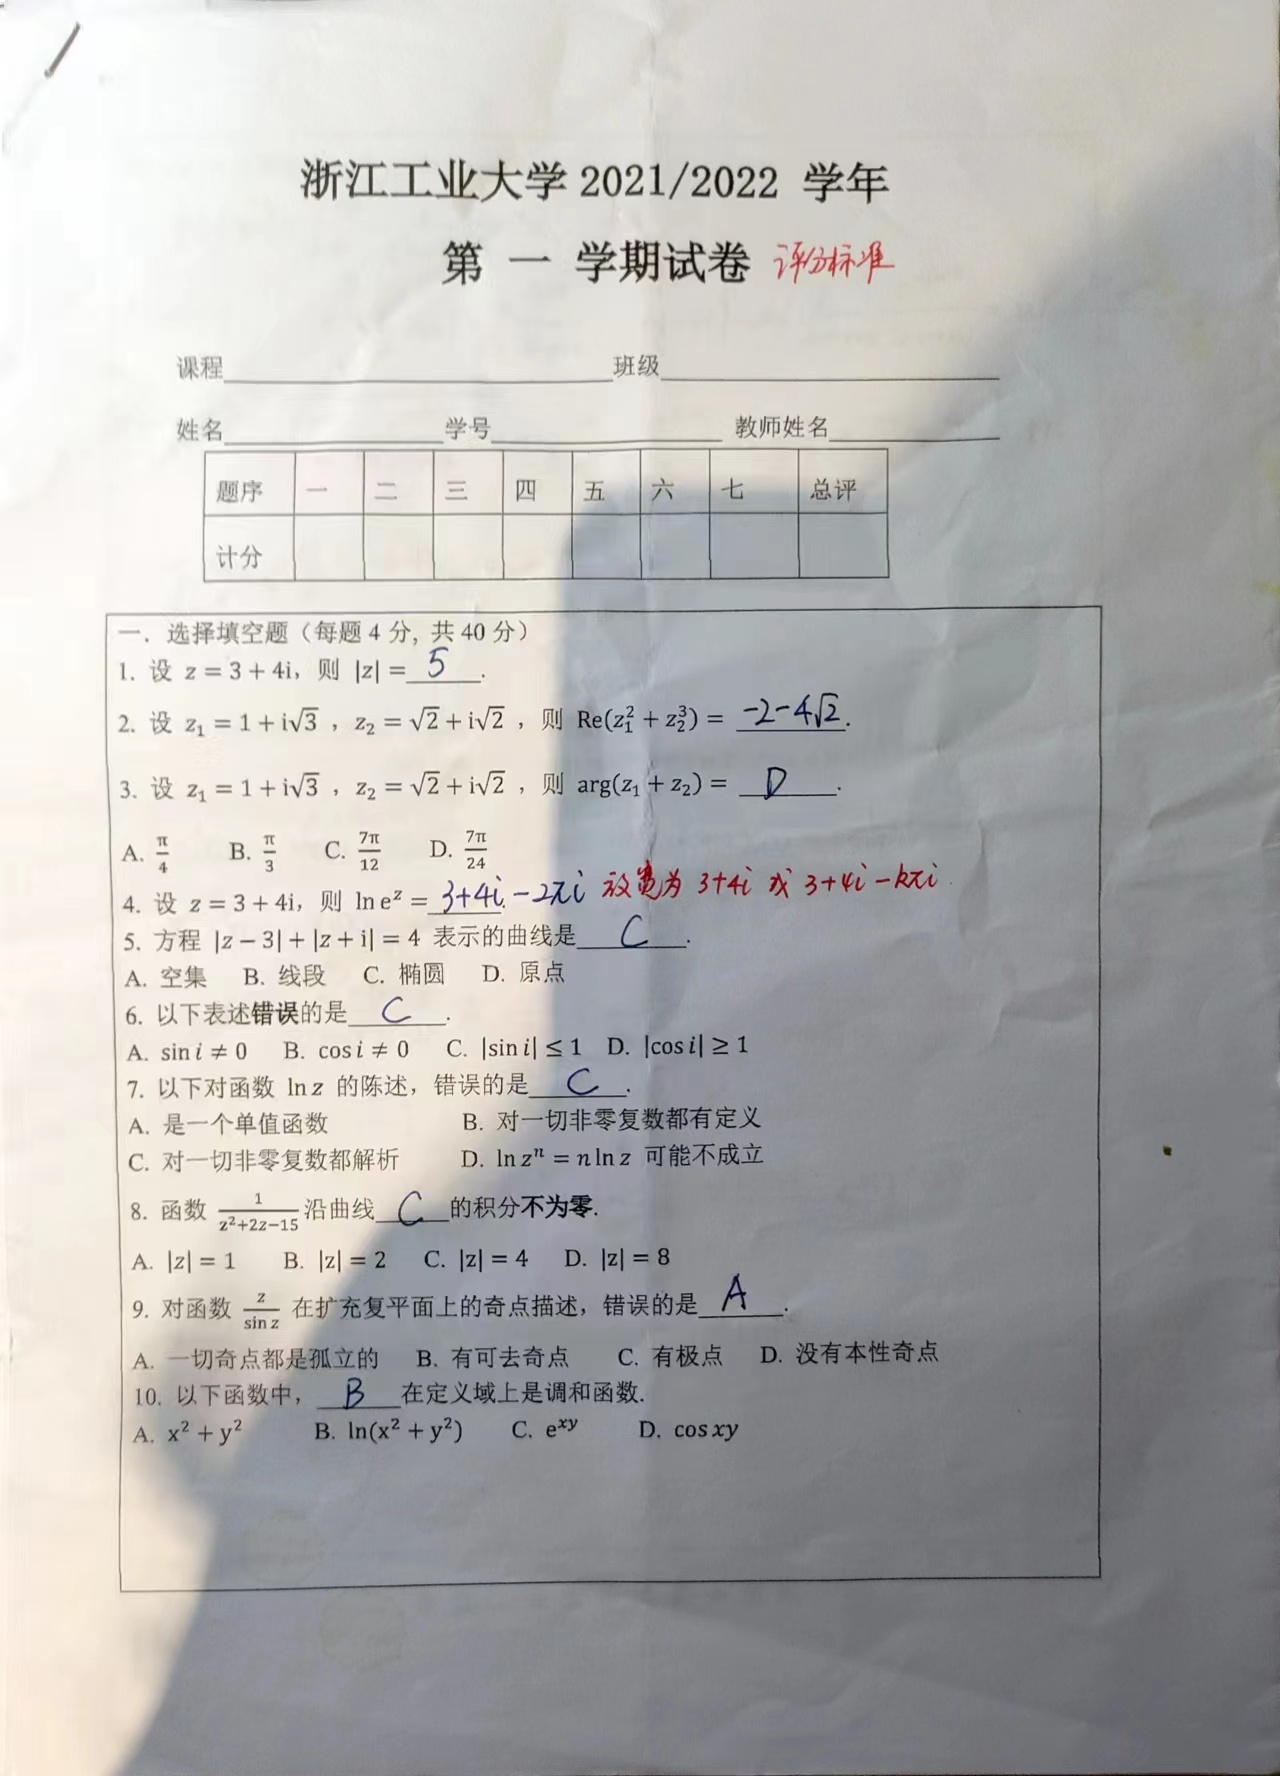 浙江工业大学 2021/2022 学年
第 一 学期试卷 评分标准
课程 班级
姓名 学号 教师姓名
题序 一 二 三 四 五 六 七 总评
计分
一. 选择填空题（每题 4 分, 共 40 分）
1. 设 z = 3 + 4i，则 |z| = 5 .
2. 设 z₁ = 1 + i√3 ，z₂ = √2 + i√2 ，则 Re(z₁² + z₂³) = -2-4√2 .
3. 设 z₁ = 1 + i√3 ，z₂ = √2 + i√2 ，则 arg(z₁ + z₂) = D .
A. π/4 B. π/3 C. 7π/12 D. 7π/24
4. 设 z = 3 + 4i，则 ln eᶻ = 3+4i-2πi . 放宽为 3+4i 或 3+4i-kπi
5. 方程 |z − 3| + |z + i| = 4 表示的曲线是 C .
A. 空集 B. 线段 C. 椭圆 D. 原点
6. 以下表述错误的是 C .
A. sin i ≠ 0 B. cos i ≠ 0 C. |sin i| ≤ 1 D. |cos i| ≥ 1
7. 以下对函数 ln z 的陈述，错误的是 C .
A. 是一个单值函数 B. 对一切非零复数都有定义
C. 对一切非零复数都解析 D. ln zⁿ = n ln z 可能不成立
8. 函数 1/(z²+2z−15) 沿曲线 C 的积分不为零.
A. |z| = 1 B. |z| = 2 C. |z| = 4 D. |z| = 8
9. 对函数 z/sin z 在扩充复平面上的奇点描述，错误的是 A .
A. 一切奇点都是孤立的 B. 有可去奇点 C. 有极点 D. 没有本性奇点
10. 以下函数中， B 在定义域上是调和函数.
A. x² + y² B. ln(x² + y²) C. eˣʸ D. cos xy